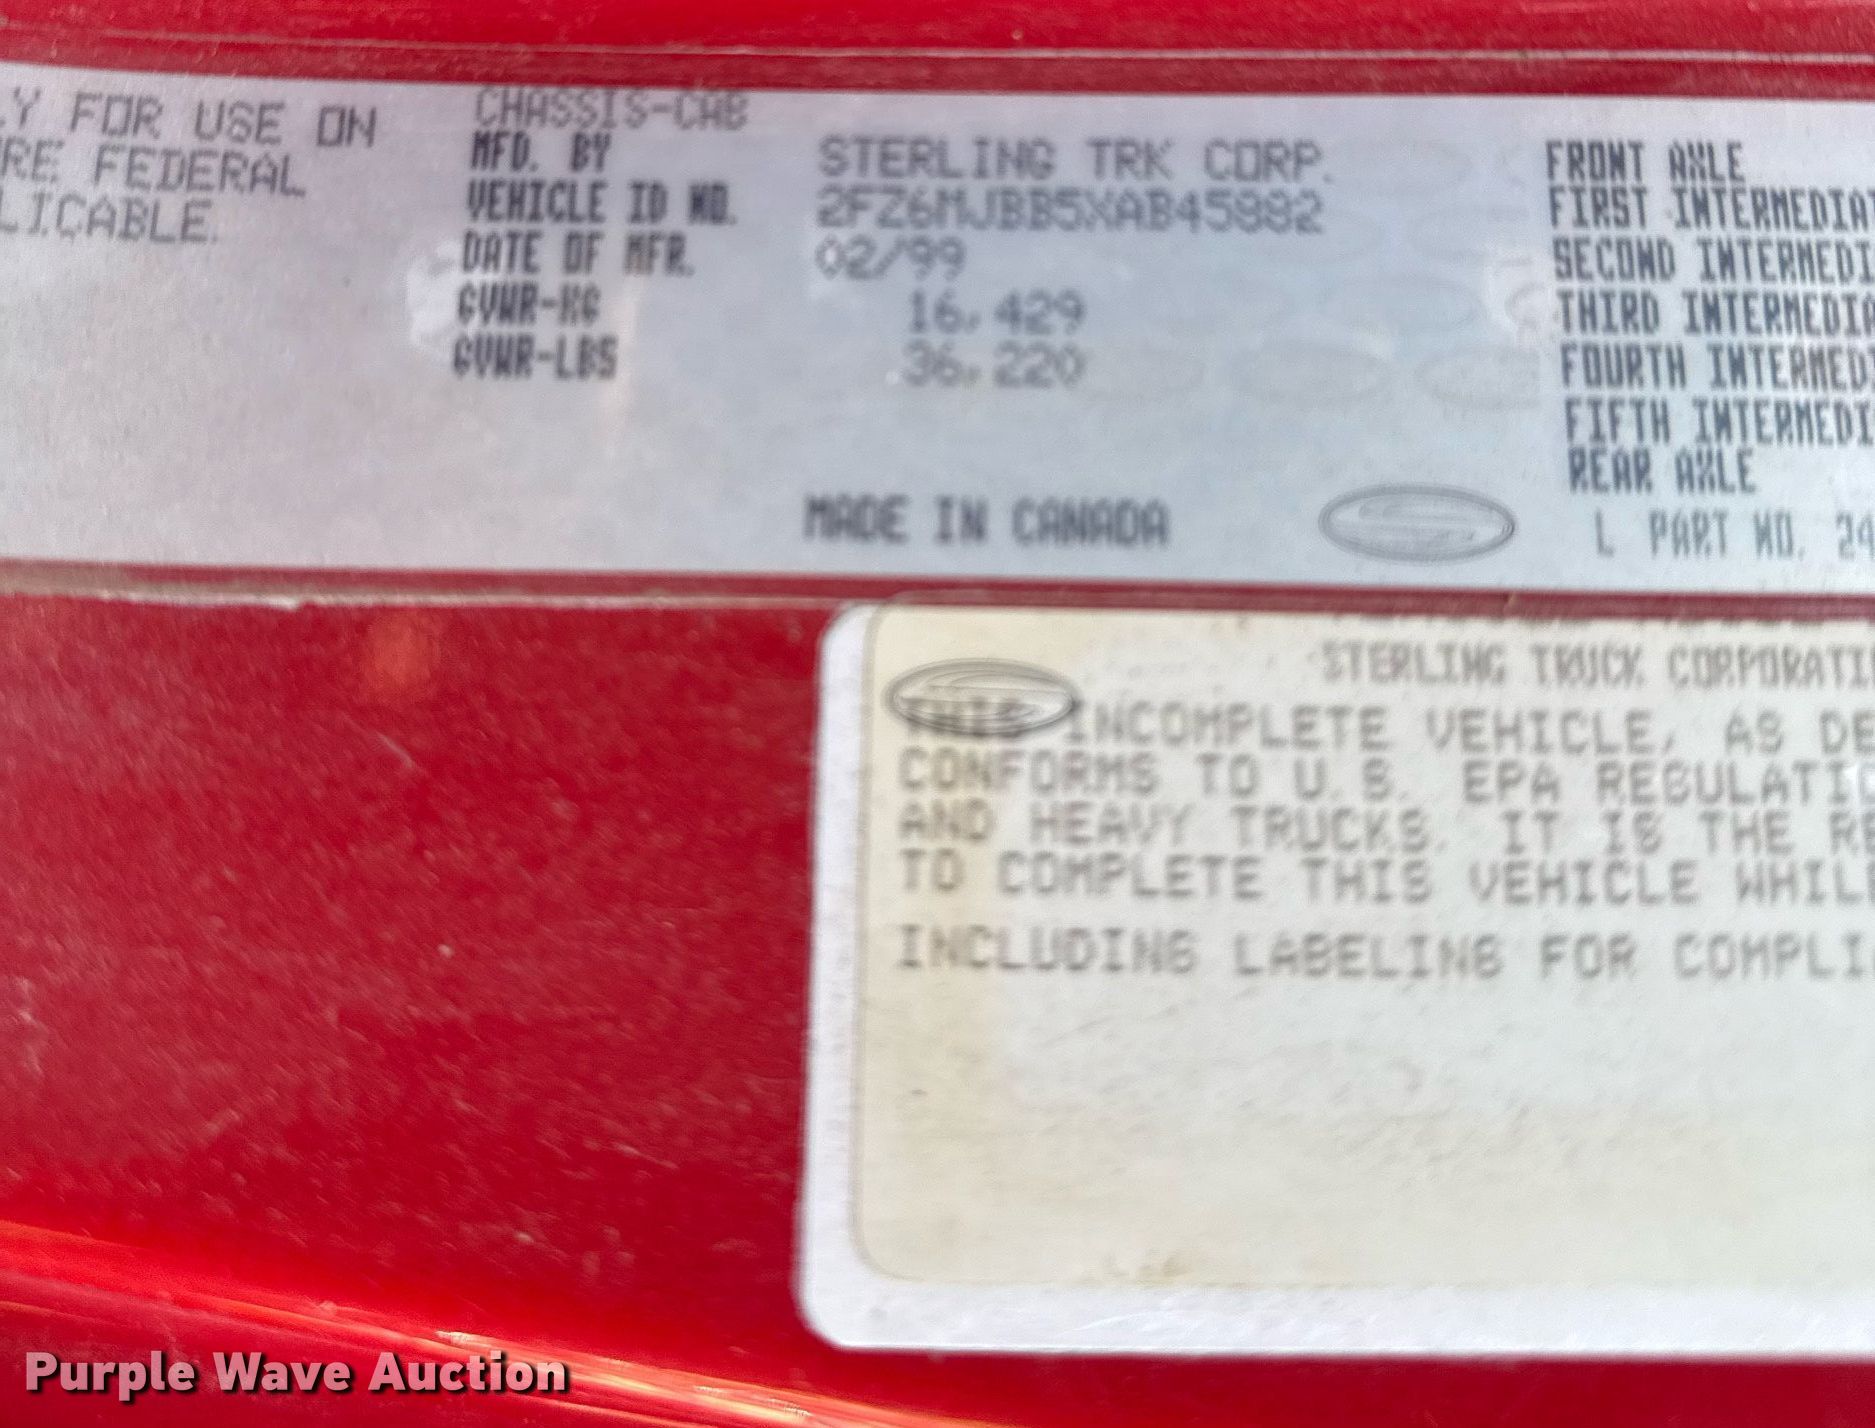 Y FOR USE ON
RE FEDERAL
LICABLE.
CHASSIS-CAB
MFD. BY STERLING TRK CORP.
VEHICLE ID NO. 2FZ6MJBB5XAB45882
DATE OF MFR. 02/99
GVWR-KG 16,429
GVWR-LBS 36,220
MADE IN CANADA
FRONT AXLE
FIRST INTERMEDIA
SECOND INTERMEDI
THIRD INTERMEDIA
FOURTH INTERMEDI
FIFTH INTERMEDI
REAR AXLE
L PART NO. 24
STERLING TRUCK CORPORATI
THIS INCOMPLETE VEHICLE, AS DE
CONFORMS TO U.S. EPA REGULATIO
AND HEAVY TRUCKS. IT IS THE RE
TO COMPLETE THIS VEHICLE WHIL
INCLUDING LABELING FOR COMPLI
Purple Wave Auction